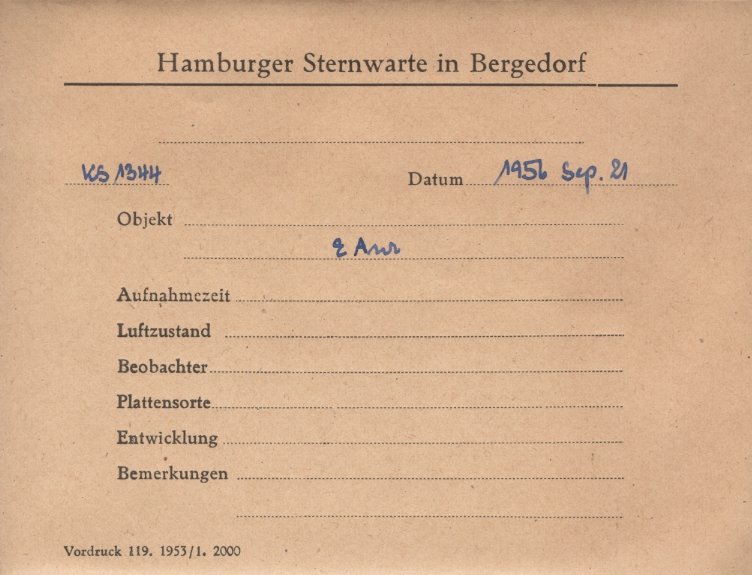 Hamburger Sternwarte in Bergedorf
KS 1344 Datum 1956 Sep. 21
Objekt
ε Aur
Aufnahmezeit
Luftzustand
Beobachter
Plattensorte
Entwicklung
Bemerkungen
Vordruck 119. 1953/1. 2000